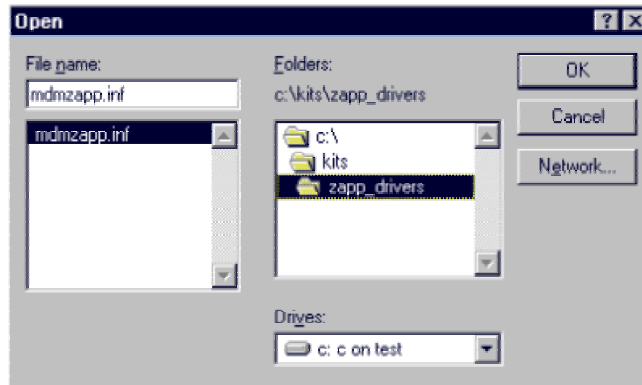 Open
File name:
mdmzapp.inf
mdmzapp.inf
Folders:
c:\kits\zapp_drivers
c:\
kits
zapp_drivers
Drives:
c: c on test
OK
Cancel
Network...